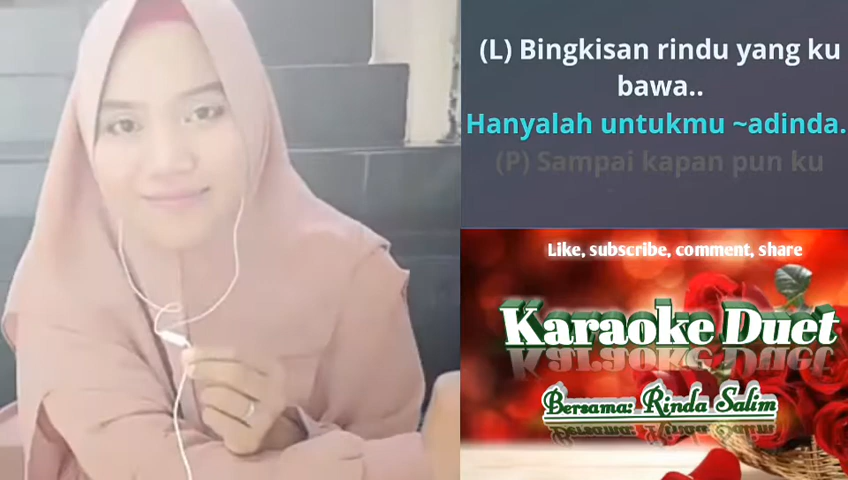 (L) Bingkisan rindu yang ku
bawa..
Hanyalah untukmu ~adinda.
(P) Sampai kapan pun ku
Like, subscribe, comment, share
Karaoke Duet
Bersama: Rinda Salim